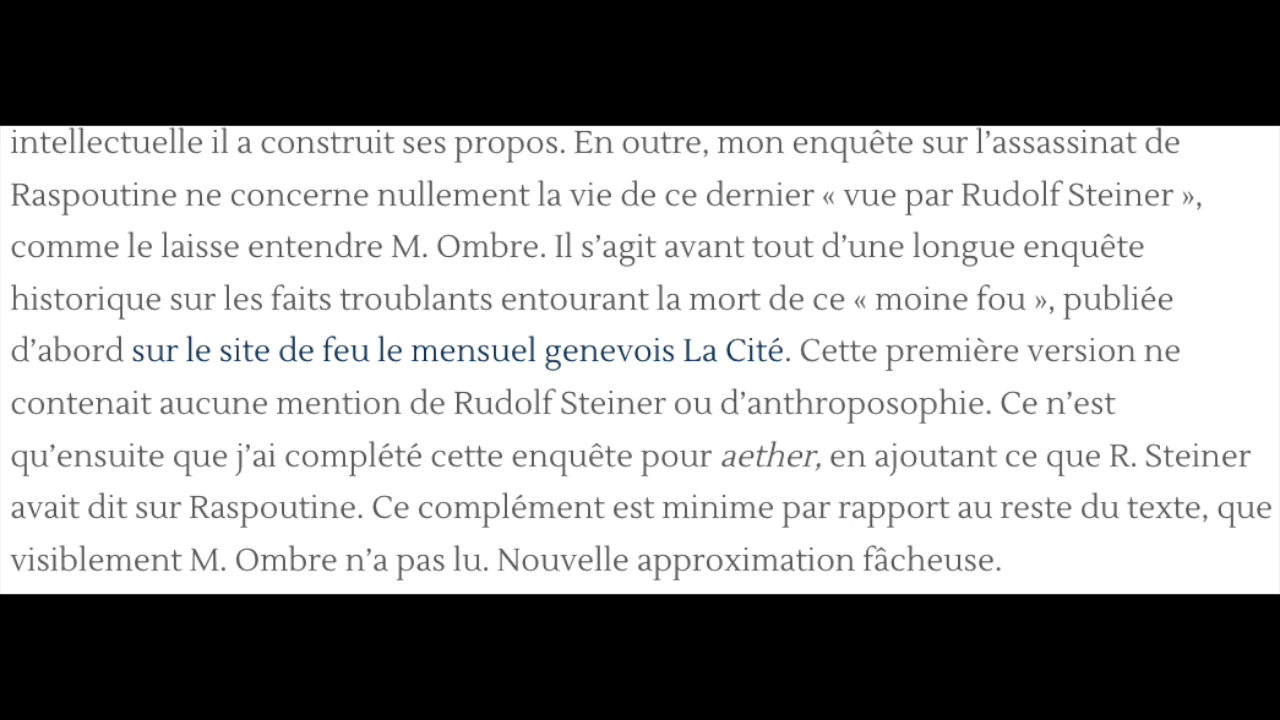 intellectuelle il a construit ses propos. En outre, mon enquête sur l’assassinat de
Raspoutine ne concerne nullement la vie de ce dernier « vue par Rudolf Steiner »,
comme le laisse entendre M. Ombre. Il s’agit avant tout d’une longue enquête
historique sur les faits troublants entourant la mort de ce « moine fou », publiée
d’abord sur le site de feu le mensuel genevois La Cité. Cette première version ne
contenait aucune mention de Rudolf Steiner ou d’anthroposophie. Ce n’est
qu’ensuite que j’ai complété cette enquête pour aether, en ajoutant ce que R. Steiner
avait dit sur Raspoutine. Ce complément est minime par rapport au reste du texte, que
visiblement M. Ombre n’a pas lu. Nouvelle approximation fâcheuse.